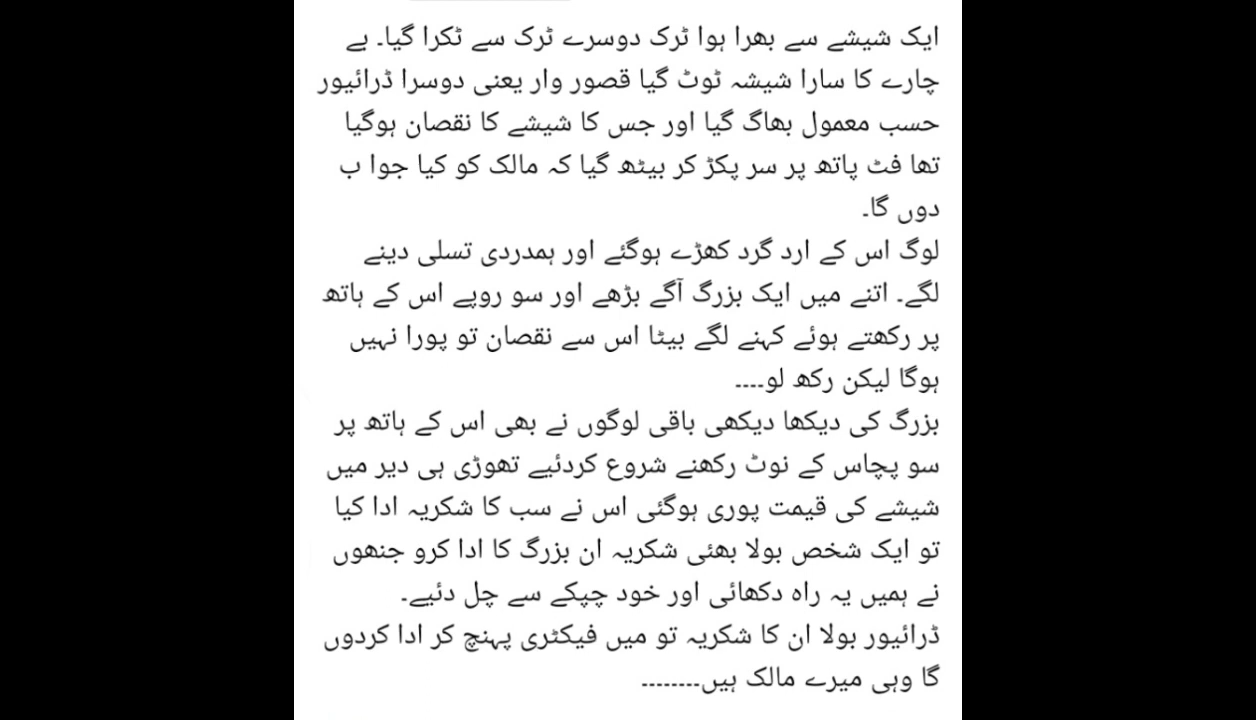 ایک شیشے سے بھرا ہوا ٹرک دوسرے ٹرک سے ٹکرا گیا۔ بے
چارے کا سارا شیشہ ٹوٹ گیا قصور وار یعنی دوسرا ڈرائیور
حسب معمول بھاگ گیا اور جس کا شیشے کا نقصان ہوگیا
تھا فٹ پاتھ پر سر پکڑ کر بیٹھ گیا کہ مالک کو کیا جوا ب
دوں گا۔
لوگ اس کے ارد گرد کھڑے ہوگئے اور ہمدردی تسلی دینے
لگے۔ اتنے میں ایک بزرگ آگے بڑھے اور سو روپے اس کے ہاتھ
پر رکھتے ہوئے کہنے لگے بیٹا اس سے نقصان تو پورا نہیں
ہوگا لیکن رکھ لو۔۔۔۔
بزرگ کی دیکھا دیکھی باقی لوگوں نے بھی اس کے ہاتھ پر
سو پچاس کے نوٹ رکھنے شروع کردئیے تھوڑی ہی دیر میں
شیشے کی قیمت پوری ہوگئی اس نے سب کا شکریہ ادا کیا
تو ایک شخص بولا بھئی شکریہ ان بزرگ کا ادا کرو جنھوں
نے ہمیں یہ راہ دکھائی اور خود چپکے سے چل دئیے۔
ڈرائیور بولا ان کا شکریہ تو میں فیکٹری پہنچ کر ادا کردوں
گا وہی میرے مالک ہیں۔۔۔۔۔۔۔۔